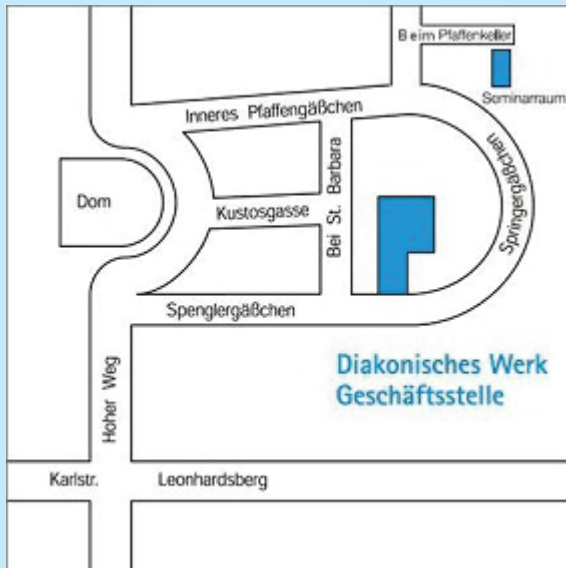 Beim Pfaffenkeller
Seminarraum
Inneres Pfaffengäßchen
Springergäßchen
Bei St. Barbara
Dom
Kustosgasse
Spenglergäßchen
Diakonisches Werk
Geschäftsstelle
Hoher Weg
Karlstr.
Leonhardsberg